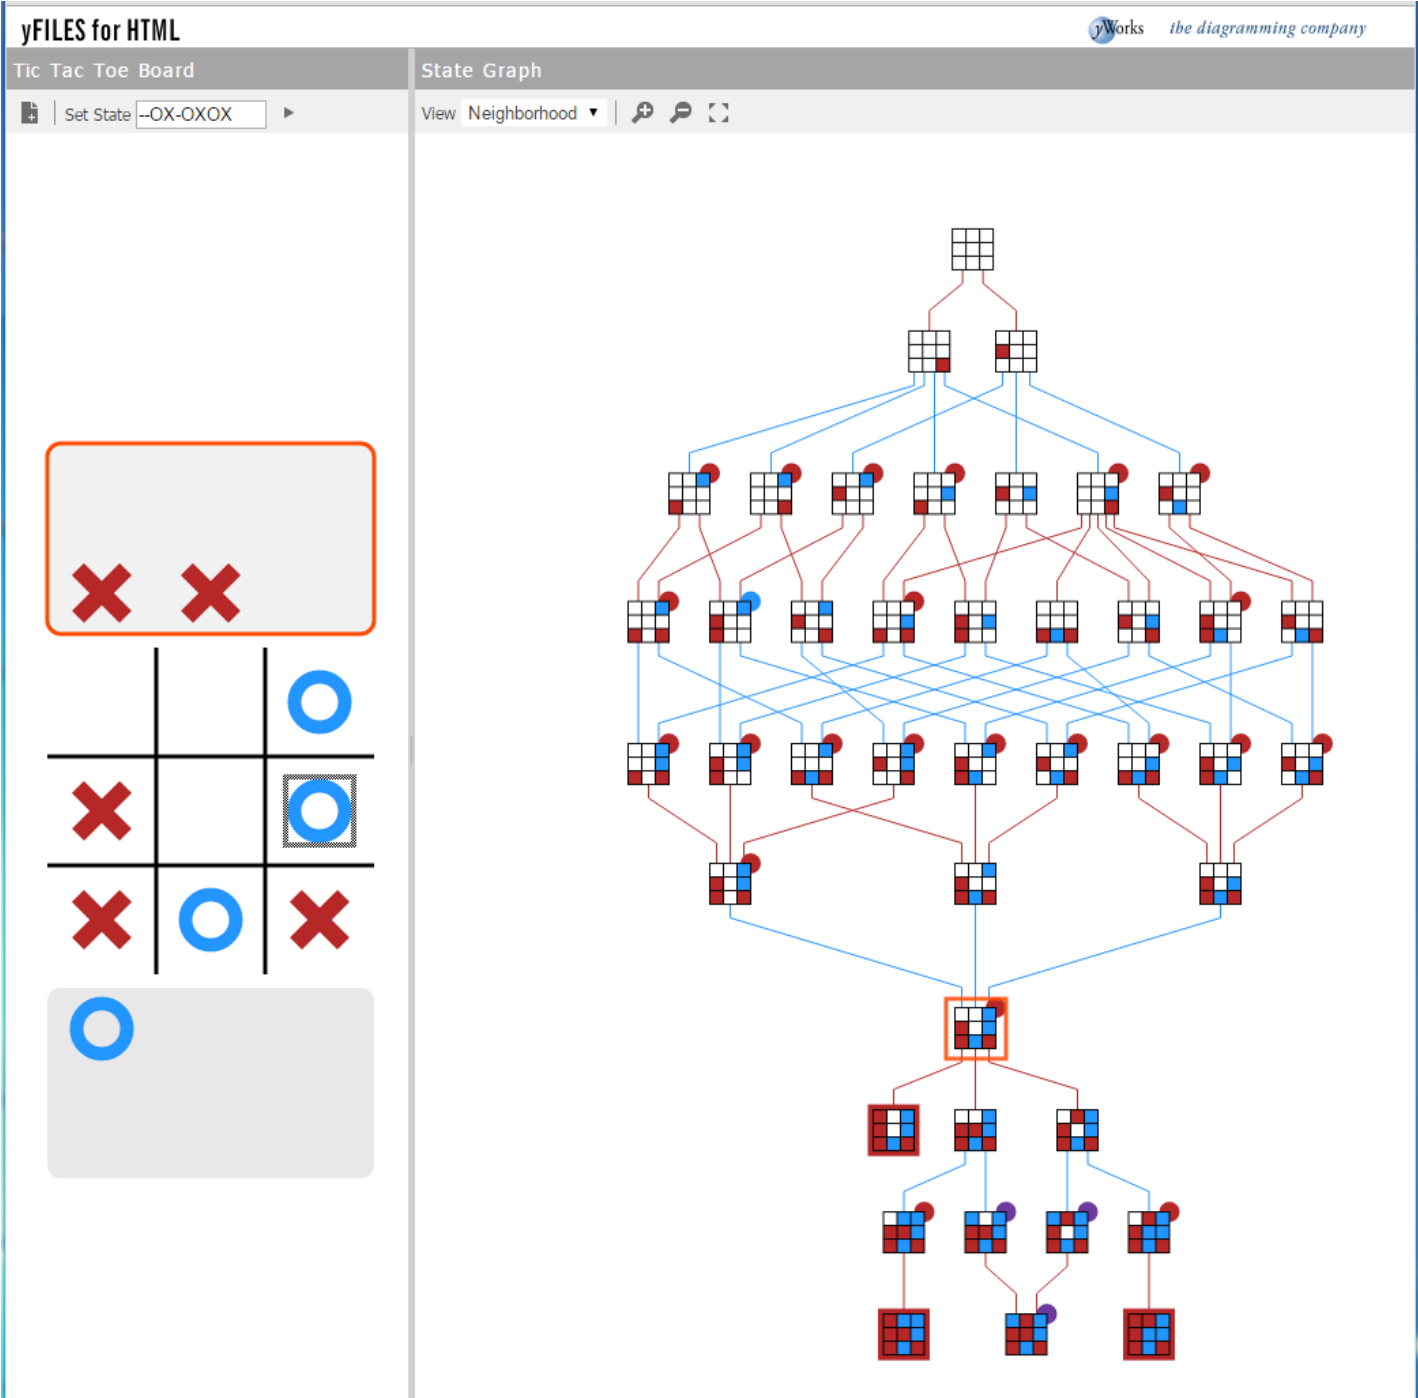 yFILES for HTML
yWorks the diagramming company
Tic Tac Toe Board
State Graph
Set State --OX-OXOX
View Neighborhood